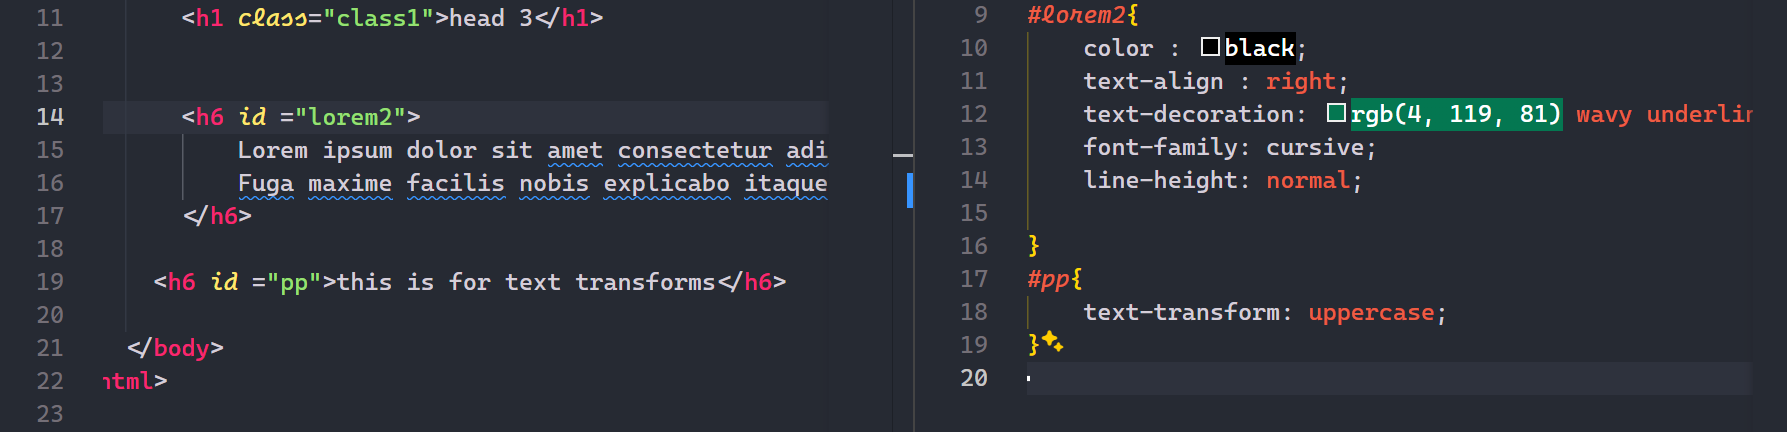 11 <h1 class="class1">head 3</h1>
12
13
14 <h6 id ="lorem2">
15 Lorem ipsum dolor sit amet consectetur adi
16 Fuga maxime facilis nobis explicabo itaque
17 </h6>
18
19 <h6 id ="pp">this is for text transforms</h6>
20
21 </body>
22 html>
23
9 #lorem2{
10 color : black;
11 text-align : right;
12 text-decoration: rgb(4, 119, 81) wavy underlin
13 font-family: cursive;
14 line-height: normal;
15
16 }
17 #pp{
18 text-transform: uppercase;
19 }
20